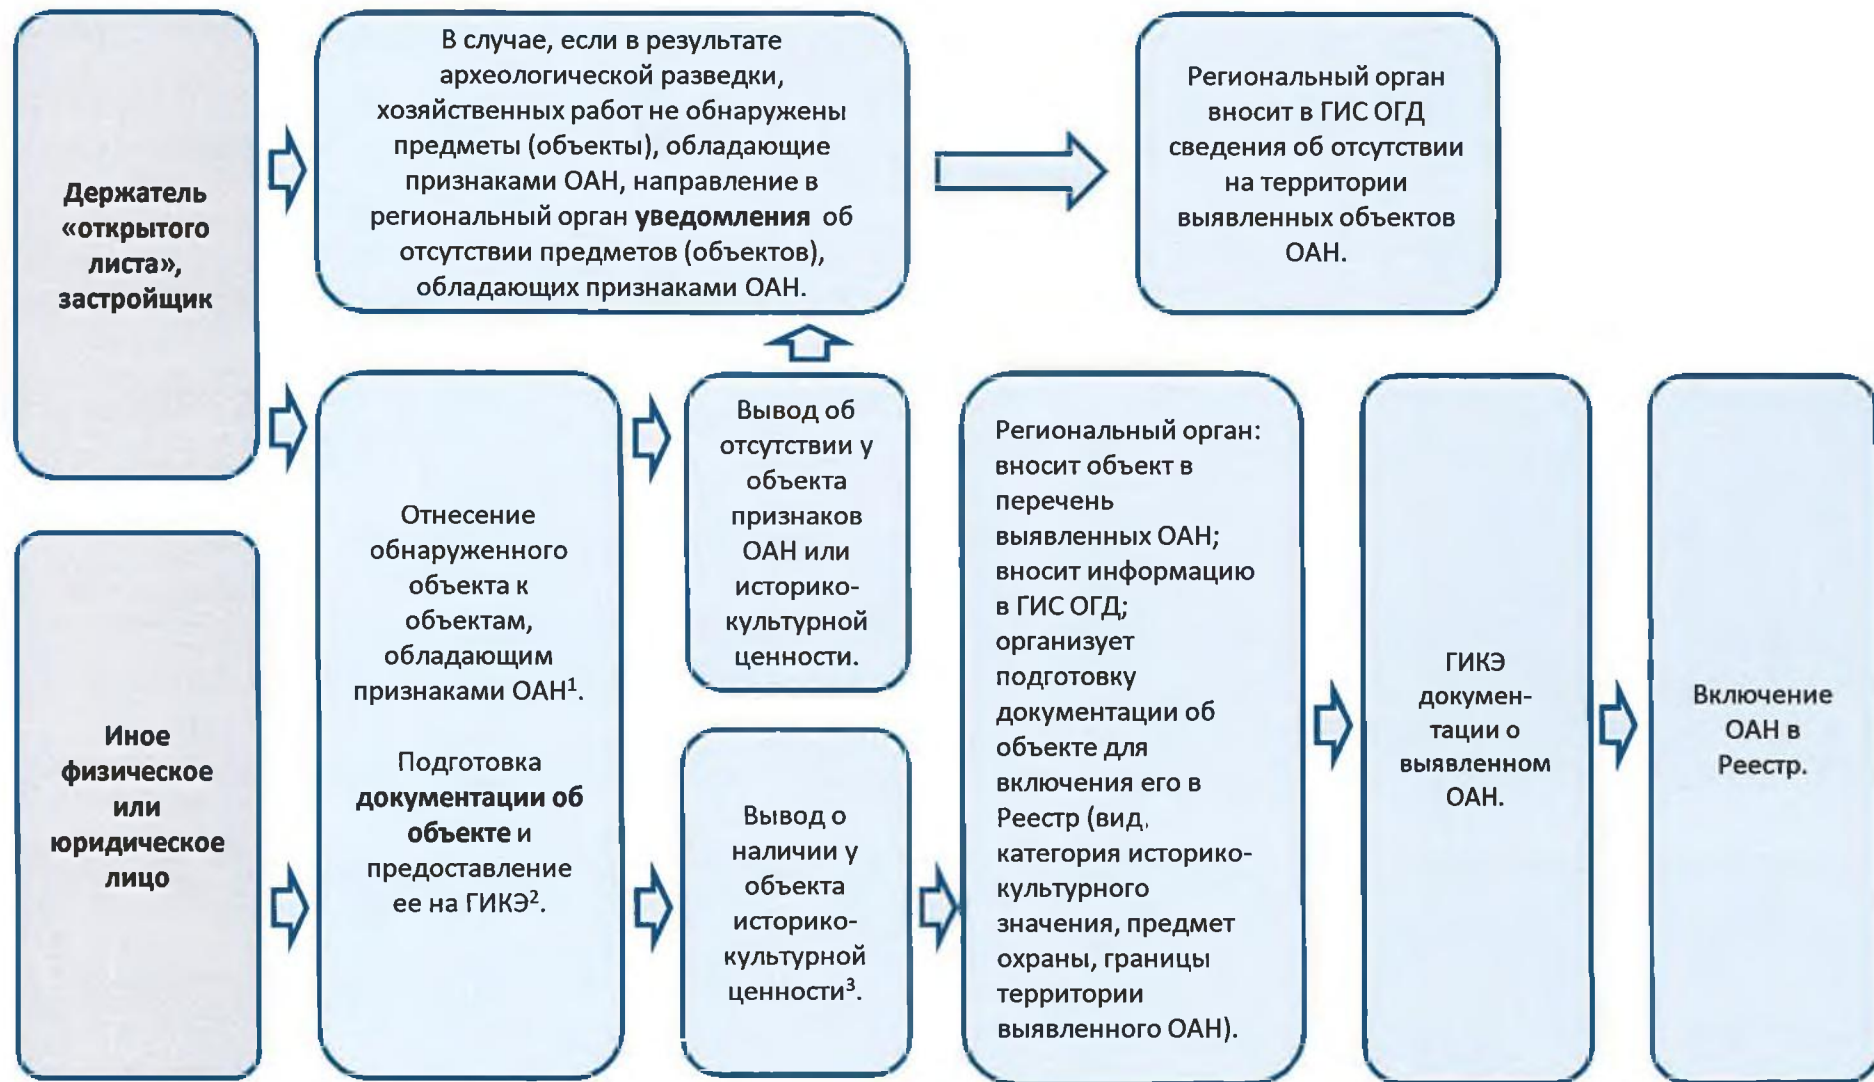 Держатель
«открытого
листа»,
застройщик
В случае, если в результате
археологической разведки,
хозяйственных работ не обнаружены
предметы (объекты), обладающие
признаками ОАН, направление в
региональный орган уведомления об
отсутствии предметов (объектов),
обладающих признаками ОАН.
Региональный орган
вносит в ГИС ОГД
сведения об отсутствии
на территории
выявленных объектов
ОАН.
Иное
физическое
или
юридическое
лицо
Отнесение
обнаруженного
объекта к
объектам,
обладающим
признаками ОАН¹.
Подготовка
документации об
объекте и
предоставление
ее на ГИКЭ².
Вывод об
отсутствии у
объекта
признаков
ОАН или
историко-
культурной
ценности.
Вывод о
наличии у
объекта
историко-
культурной
ценности³.
Региональный орган:
вносит объект в
перечень
выявленных ОАН;
вносит информацию
в ГИС ОГД;
организует
подготовку
документации об
объекте для
включения его в
Реестр (вид,
категория историко-
культурного
значения, предмет
охраны, границы
территории
выявленного ОАН).
ГИКЭ
докумен-
тации о
выявленном
ОАН.
Включение
ОАН в
Реестр.